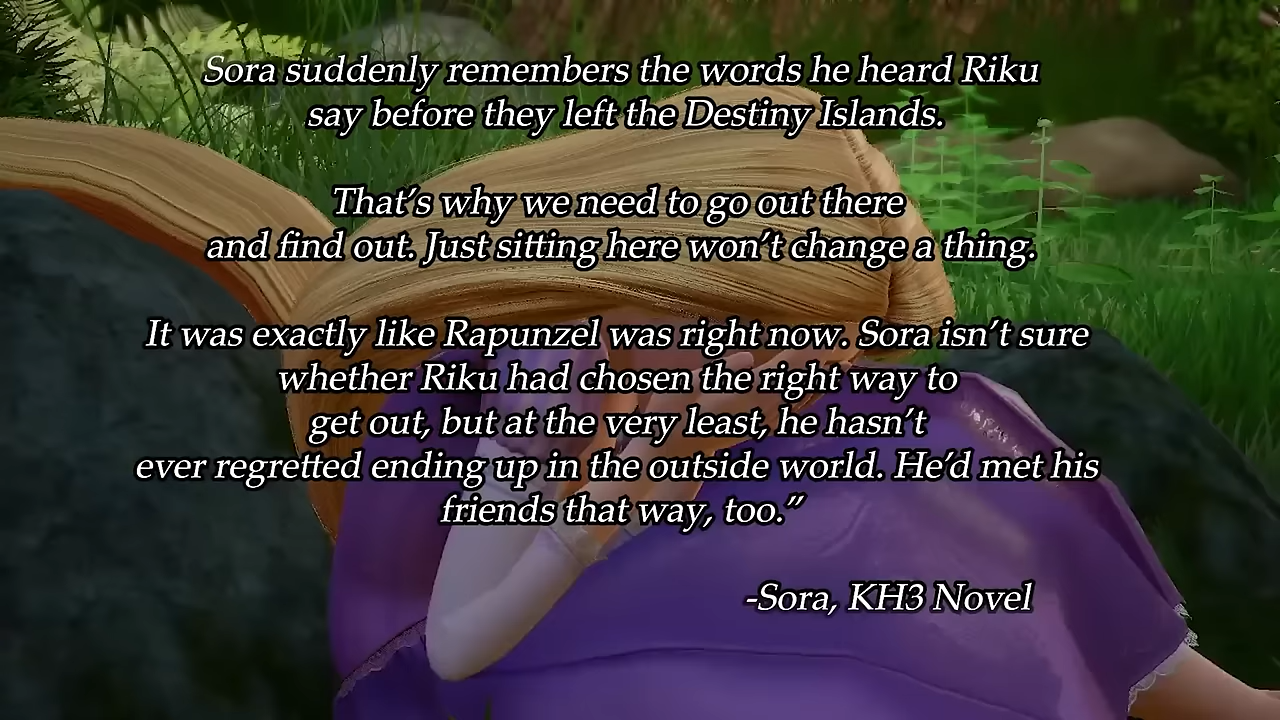 Sora suddenly remembers the words he heard Riku
say before they left the Destiny Islands.
That’s why we need to go out there
and find out. Just sitting here won’t change a thing.
It was exactly like Rapunzel was right now. Sora isn’t sure
whether Riku had chosen the right way to
get out, but at the very least, he hasn’t
ever regretted ending up in the outside world. He’d met his
friends that way, too.”
-Sora, KH3 Novel